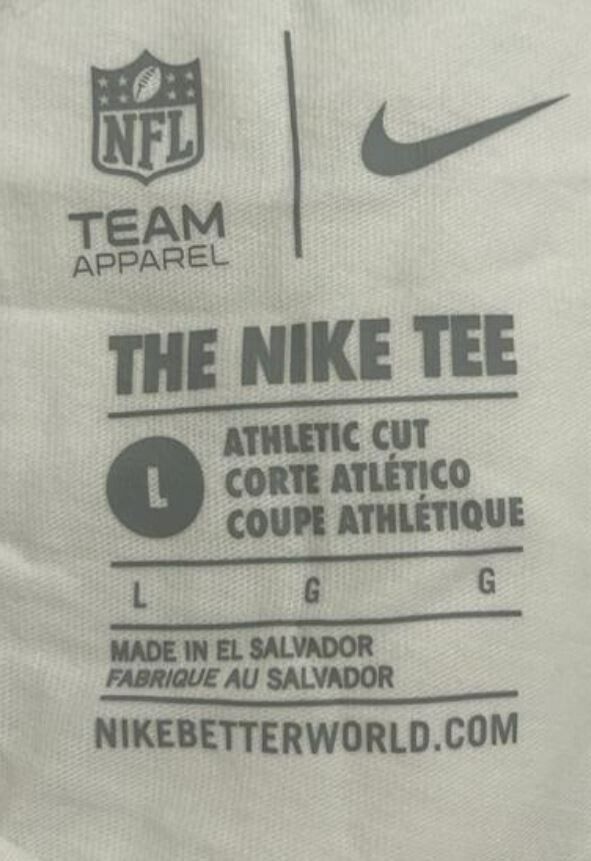 NFL
TEAM
APPAREL
THE NIKE TEE
L
ATHLETIC CUT
CORTE ATLÉTICO
COUPE ATHLÉTIQUE
L G G
MADE IN EL SALVADOR
FABRIQUE AU SALVADOR
NIKEBETTERWORLD.COM